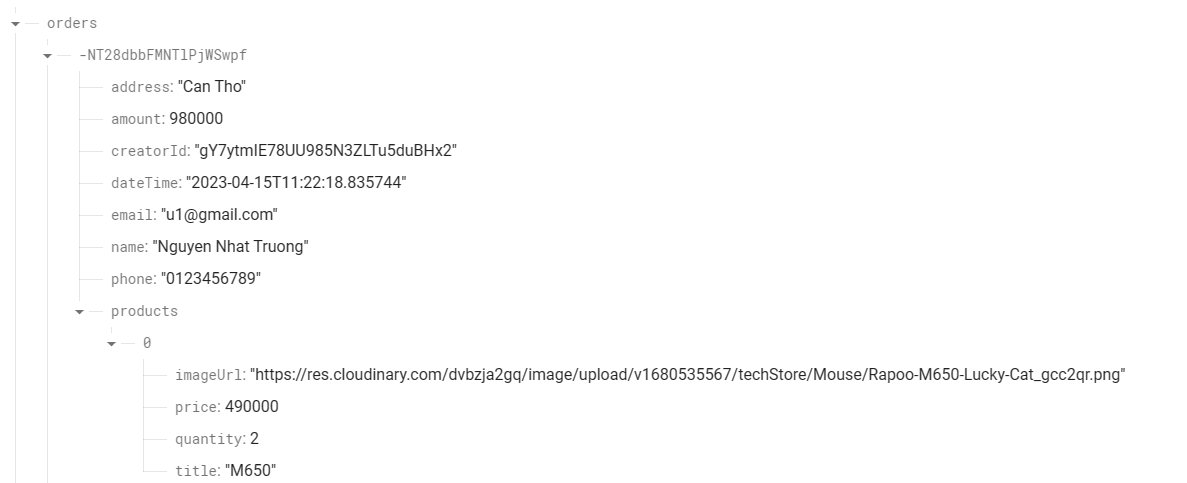 orders
-NT28dbbFMNTlPjWSwpf
address: "Can Tho"
amount: 980000
creatorId: "gY7ytmIE78UU985N3ZLTu5duBHx2"
dateTime: "2023-04-15T11:22:18.835744"
email: "u1@gmail.com"
name: "Nguyen Nhat Truong"
phone: "0123456789"
products
0
imageUrl: "https://res.cloudinary.com/dvbzja2gq/image/upload/v1680535567/techStore/Mouse/Rapoo-M650-Lucky-Cat_gcc2qr.png"
price: 490000
quantity: 2
title: "M650"